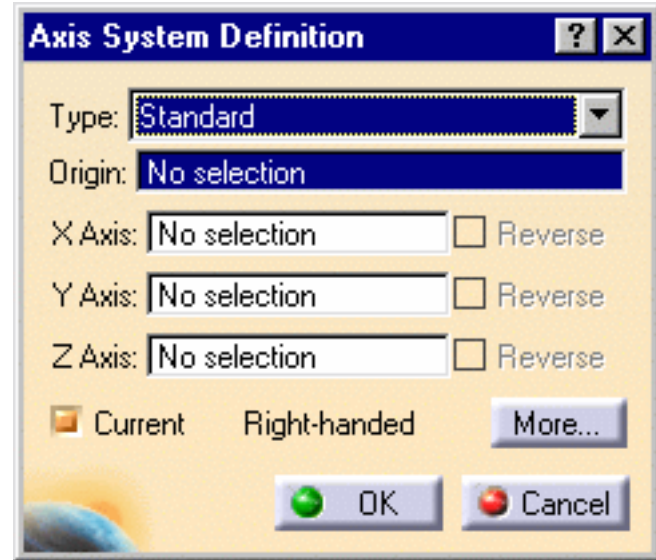 Axis System Definition ? X
Type: Standard
Origin: No selection
X Axis: No selection Reverse
Y Axis: No selection Reverse
Z Axis: No selection Reverse
Current Right-handed More...
OK Cancel